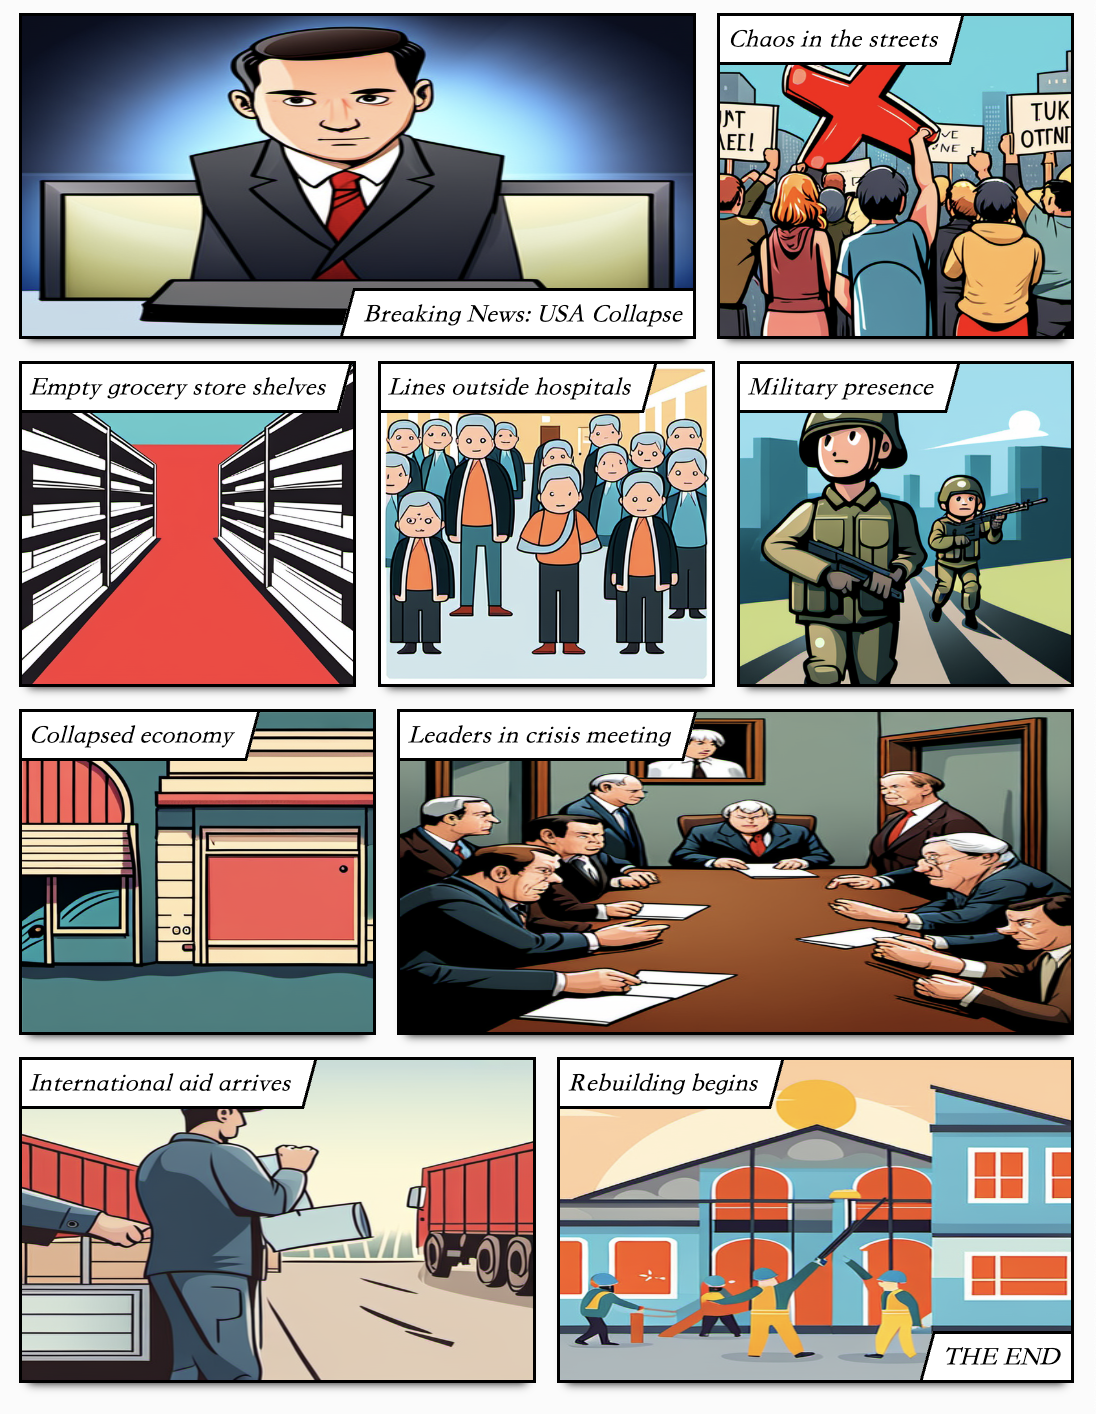 Breaking News: USA Collapse
Chaos in the streets
Empty grocery store shelves
Lines outside hospitals
Military presence
Collapsed economy
Leaders in crisis meeting
International aid arrives
Rebuilding begins
THE END